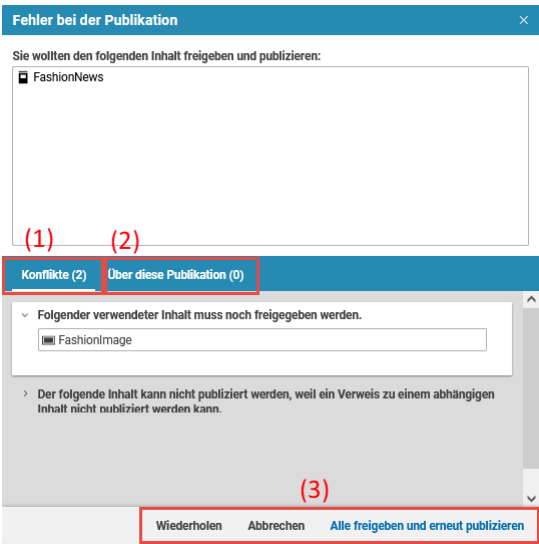 Fehler bei der Publikation ×
Sie wollten den folgenden Inhalt freigeben und publizieren:
FashionNews
(1) (2)
Konflikte (2) Über diese Publikation (0)
Folgender verwendeter Inhalt muss noch freigegeben werden.
FashionImage
Der folgende Inhalt kann nicht publiziert werden, weil ein Verweis zu einem abhängigen
Inhalt nicht publiziert werden kann.
(3)
Wiederholen Abbrechen Alle freigeben und erneut publizieren